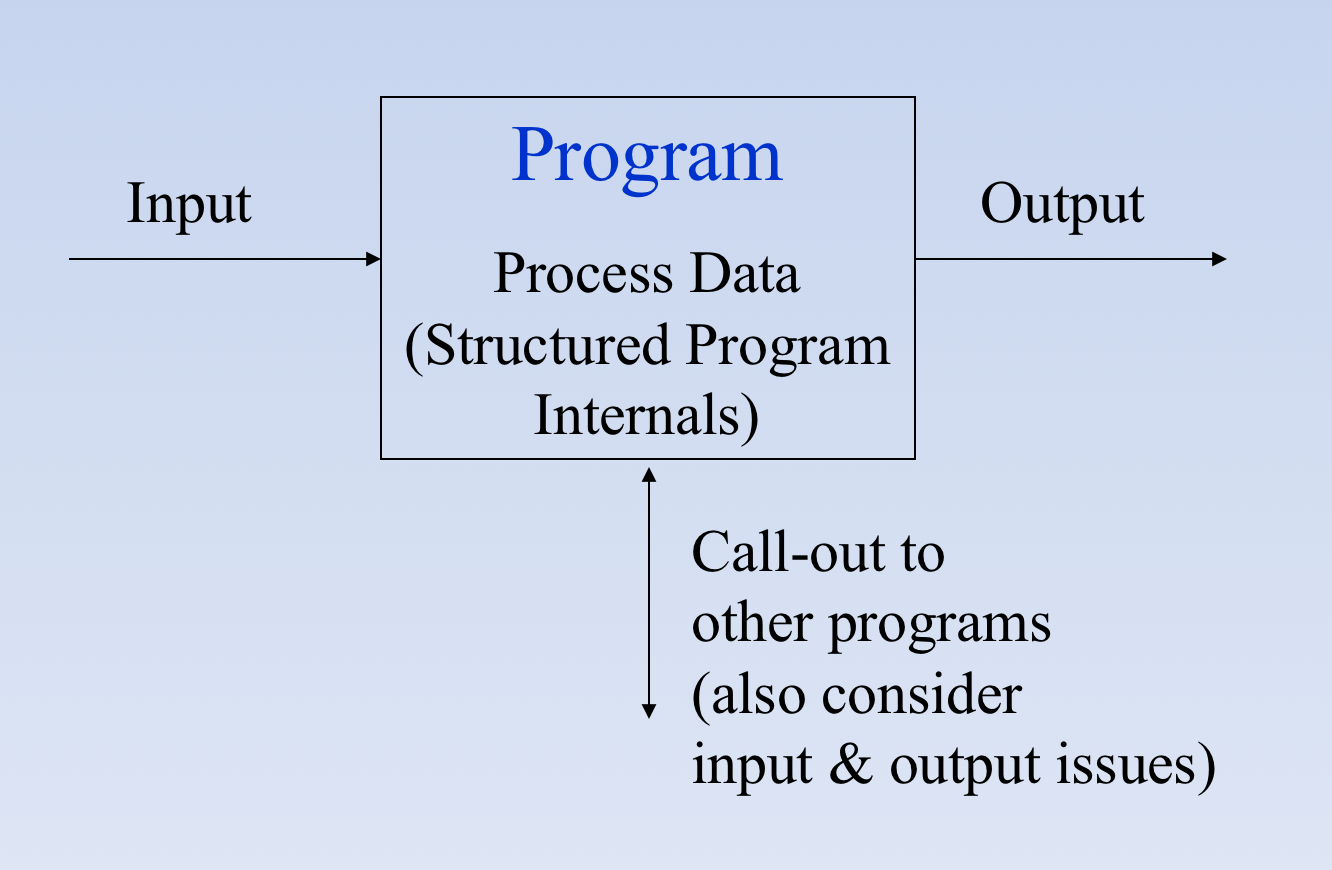 Program
Input
Output
Process Data
(Structured Program
Internals)
Call-out to
other programs
(also consider
input & output issues)